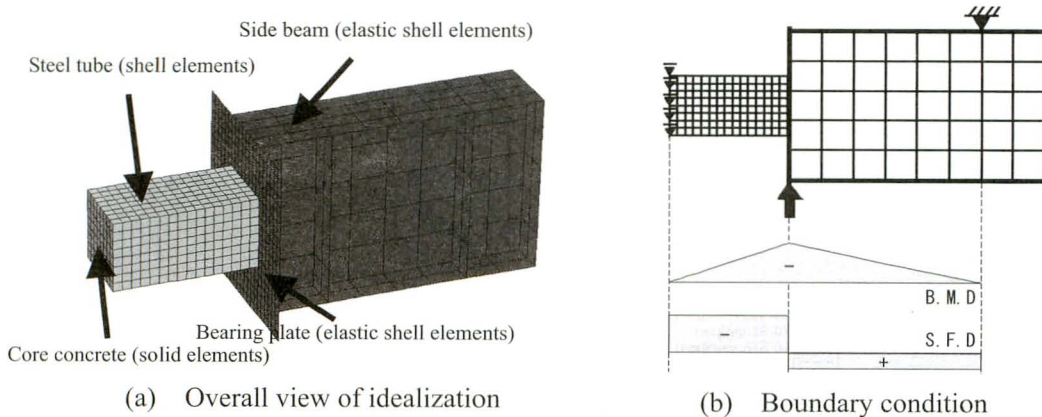 Side beam (elastic shell elements)
Steel tube (shell elements)
Bearing plate (elastic shell elements)
Core concrete (solid elements)
(a) Overall view of idealization
-
B. M. D
-
S. F. D
+
(b) Boundary condition